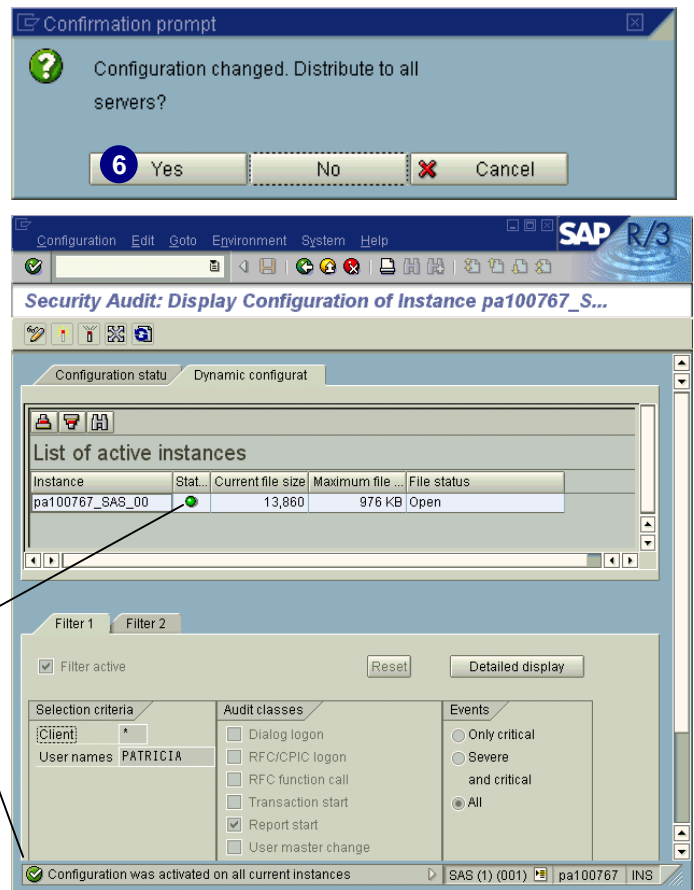 Confirmation prompt
Configuration changed. Distribute to all
servers?
6 Yes No Cancel
Configuration Edit Goto Environment System Help
SAP R/3
Security Audit: Display Configuration of Instance pa100767_S...
Configuration statu Dynamic configurat
List of active instances
Instance Stat... Current file size Maximum file ... File status
pa100767_SAS_00 13,860 976 KB Open
Filter 1 Filter 2
Filter active Reset Detailed display
Selection criteria Audit classes Events
Client * Dialog logon Only critical
User names PATRICIA RFC/CPIC logon Severe
RFC function call and critical
Transaction start All
Report start
User master change
Configuration was activated on all current instances SAS (1) (001) pa100767 INS